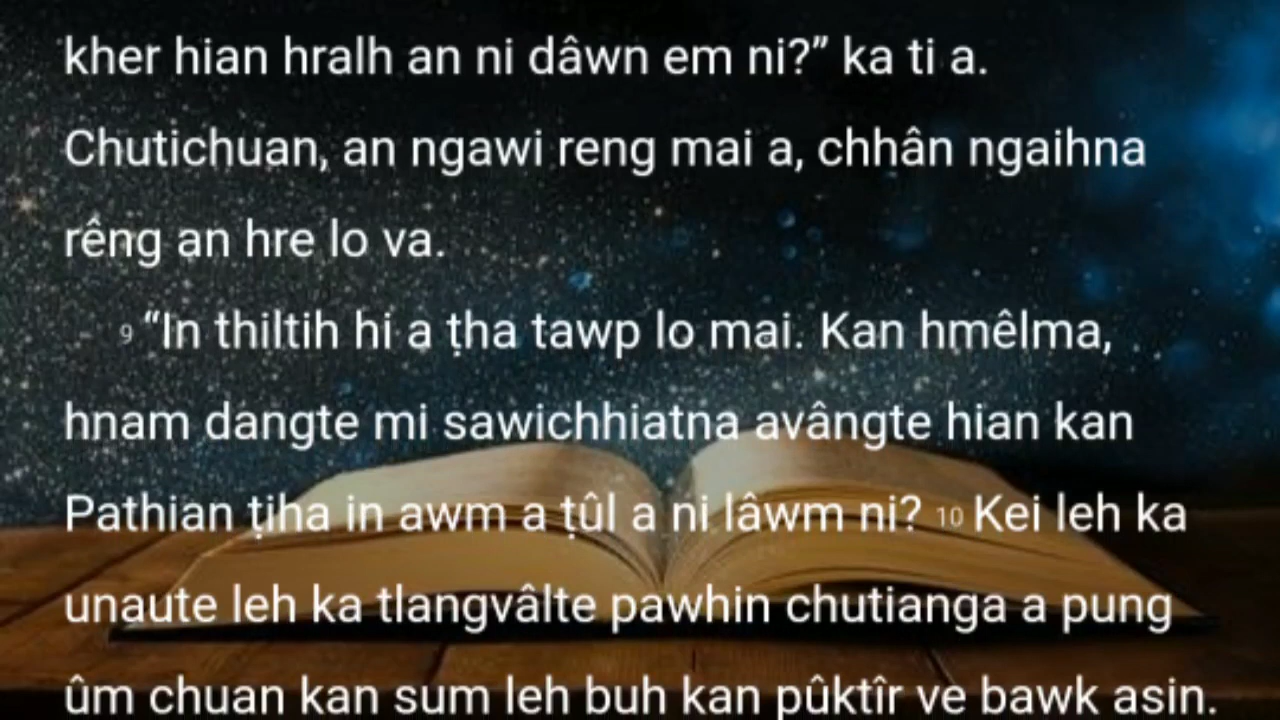 kher hian hralh an ni dâwn em ni?” ka ti a.
Chutichuan, an ngawi reng mai a, chhân ngaihna
rêng an hre lo va.
9 “In thiltih hi a ṭha tawp lo mai. Kan hmêlma,
hnam dangte mi sawichhiatna avângte hian kan
Pathian ṭiha in awm a ṭûl a ni lâwm ni? 10 Kei leh ka
unaute leh ka tlangvâlte pawhin chutianga a pung
ûm chuan kan sum leh buh kan pûktîr ve bawk asin.